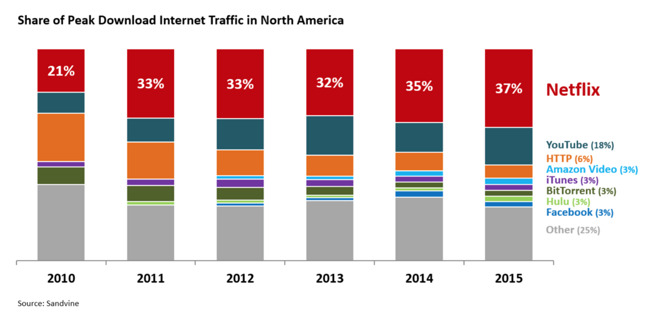 Share of Peak Download Internet Traffic in North America
21%
33%
33%
32%
35%
37%
Netflix
YouTube (18%)
HTTP (6%)
Amazon Video (3%)
iTunes (3%)
BitTorrent (3%)
Hulu (3%)
Facebook (3%)
Other (25%)
2010 2011 2012 2013 2014 2015
Source: Sandvine